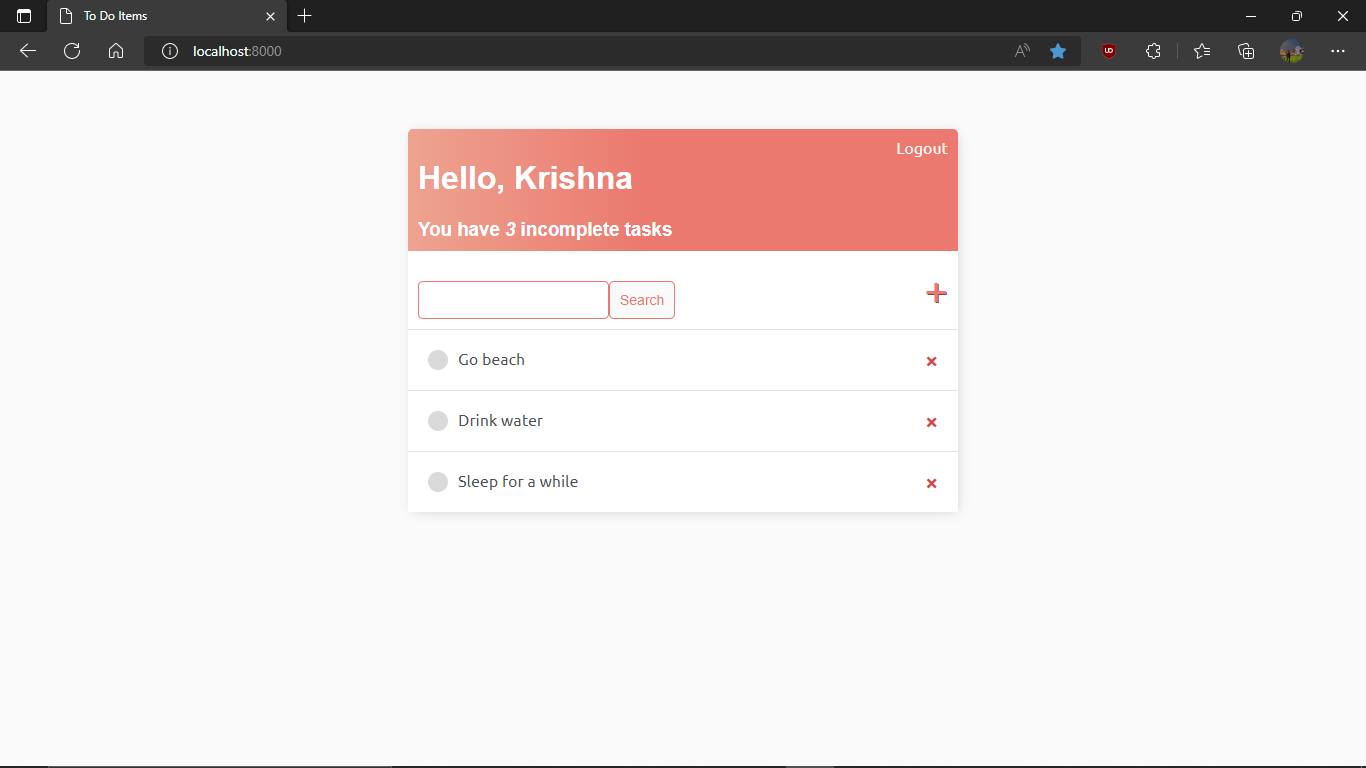 To Do Items
localhost:8000
Logout
Hello, Krishna
You have 3 incomplete tasks
Search
Go beach
Drink water
Sleep for a while